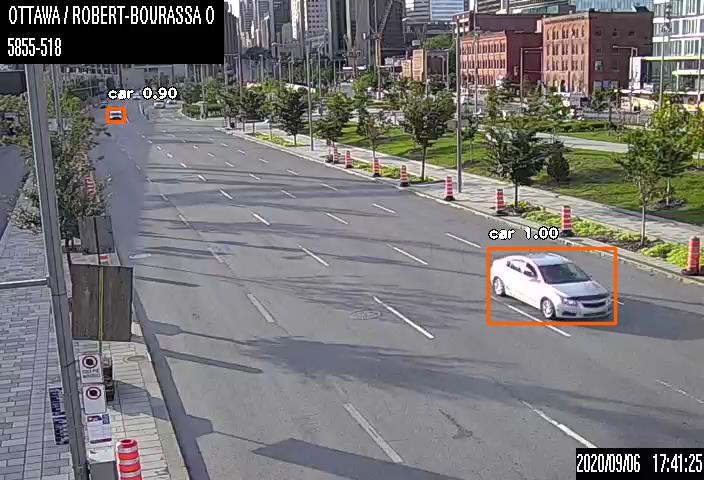 OTTAWA / ROBERT-BOURASSA O
5855-518
car 0.90
car 1.00
2020/09/06 17:41:25